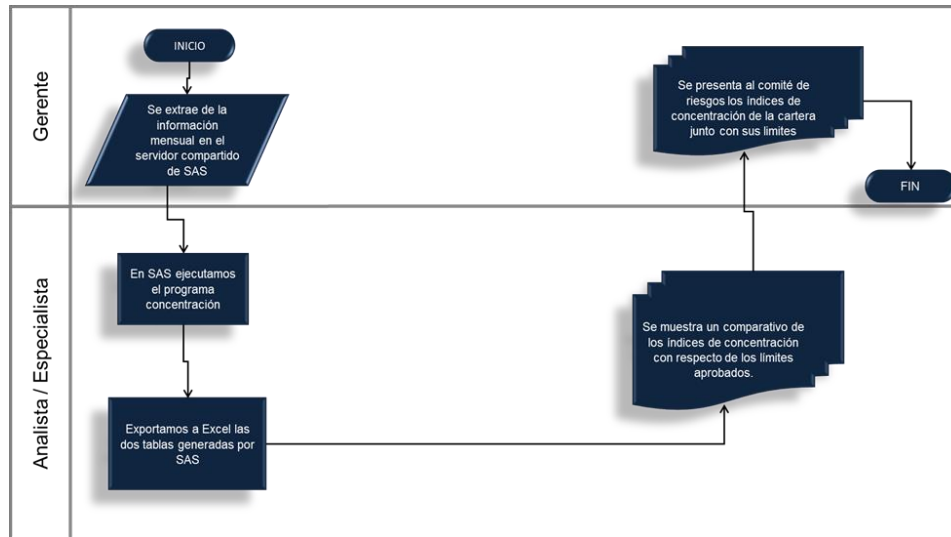 Gerente
INICIO
Se extrae de la
información
mensual en el
servidor compartido
de SAS
Se presenta al comité de
riesgos los índices de
concentración de la cartera
junto con sus limites
FIN
Analista / Especialista
En SAS ejecutamos
el programa
concentración
Exportamos a Excel las
dos tablas generadas por
SAS
Se muestra un comparativo de
los índices de concentración
con respecto de los límites
aprobados.